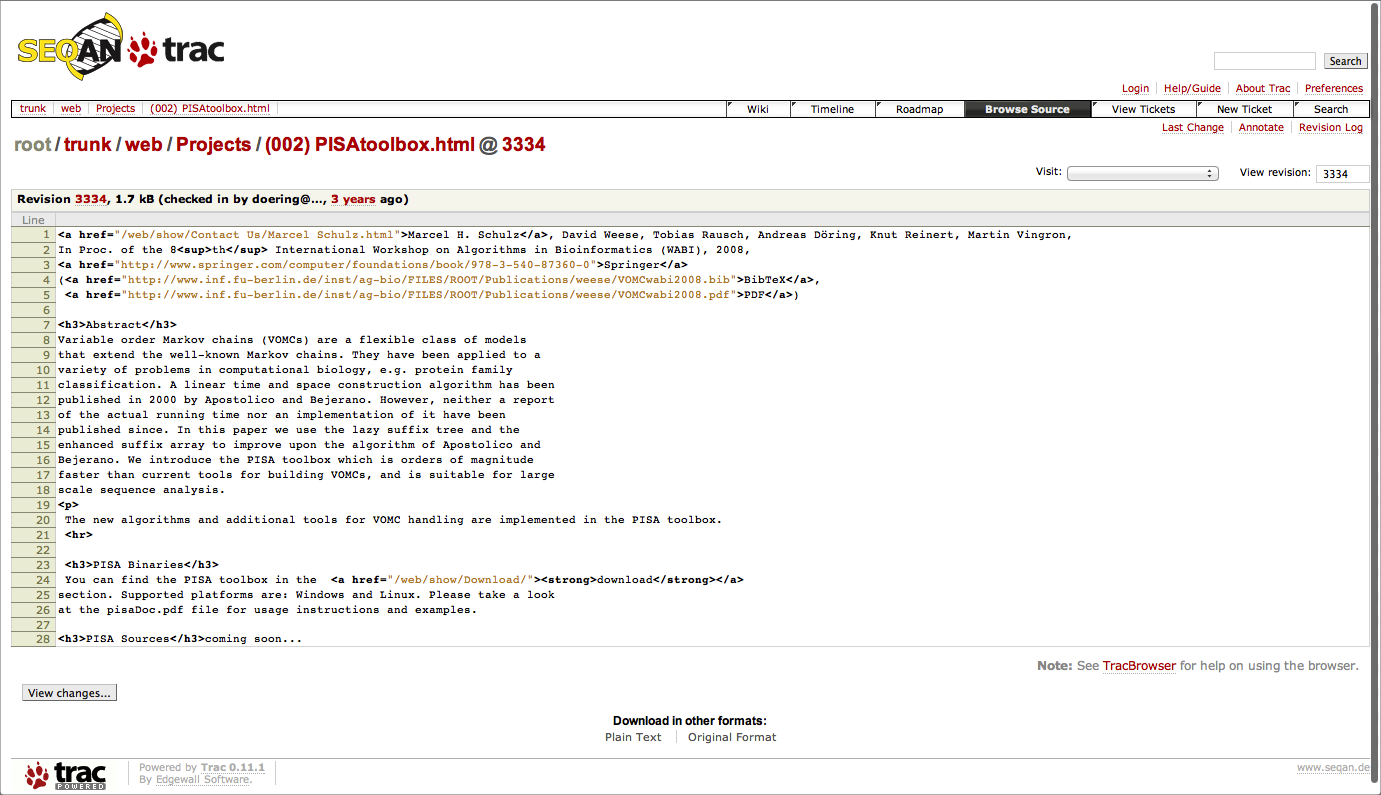 SEQAN trac
Search
Login Help/Guide About Trac Preferences
trunk web Projects (002) PISAtoolbox.html Wiki Timeline Roadmap Browse Source View Tickets New Ticket Search
Last Change Annotate Revision Log
root/trunk/web/Projects/(002) PISAtoolbox.html @ 3334
Visit: View revision: 3334
Revision 3334, 1.7 kB (checked in by doering@…, 3 years ago)
Line
1 <a href="/web/show/Contact Us/Marcel Schulz.html">Marcel H. Schulz</a>, David Weese, Tobias Rausch, Andreas Döring, Knut Reinert, Martin Vingron,
2 In Proc. of the 8<sup>th</sup> International Workshop on Algorithms in Bioinformatics (WABI), 2008,
3 <a href="http://www.springer.com/computer/foundations/book/978-3-540-87360-0">Springer</a>
4 (<a href="http://www.inf.fu-berlin.de/inst/ag-bio/FILES/ROOT/Publications/weese/VOMCwabi2008.bib">BibTeX</a>,
5 <a href="http://www.inf.fu-berlin.de/inst/ag-bio/FILES/ROOT/Publications/weese/VOMCwabi2008.pdf">PDF</a>)
6
7 <h3>Abstract</h3>
8 Variable order Markov chains (VOMCs) are a flexible class of models
9 that extend the well-known Markov chains. They have been applied to a
10 variety of problems in computational biology, e.g. protein family
11 classification. A linear time and space construction algorithm has been
12 published in 2000 by Apostolico and Bejerano. However, neither a report
13 of the actual running time nor an implementation of it have been
14 published since. In this paper we use the lazy suffix tree and the
15 enhanced suffix array to improve upon the algorithm of Apostolico and
16 Bejerano. We introduce the PISA toolbox which is orders of magnitude
17 faster than current tools for building VOMCs, and is suitable for large
18 scale sequence analysis.
19 <p>
20 The new algorithms and additional tools for VOMC handling are implemented in the PISA toolbox.
21 <hr>
22
23 <h3>PISA Binaries</h3>
24 You can find the PISA toolbox in the <a href="/web/show/Download/"><strong>download</strong></a>
25 section. Supported platforms are: Windows and Linux. Please take a look
26 at the pisaDoc.pdf file for usage instructions and examples.
27
28 <h3>PISA Sources</h3>coming soon...
Note: See TracBrowser for help on using the browser.
View changes...
Download in other formats:
Plain Text Original Format
trac POWERED
Powered by Trac 0.11.1
By Edgewall Software.
www.seqan.de